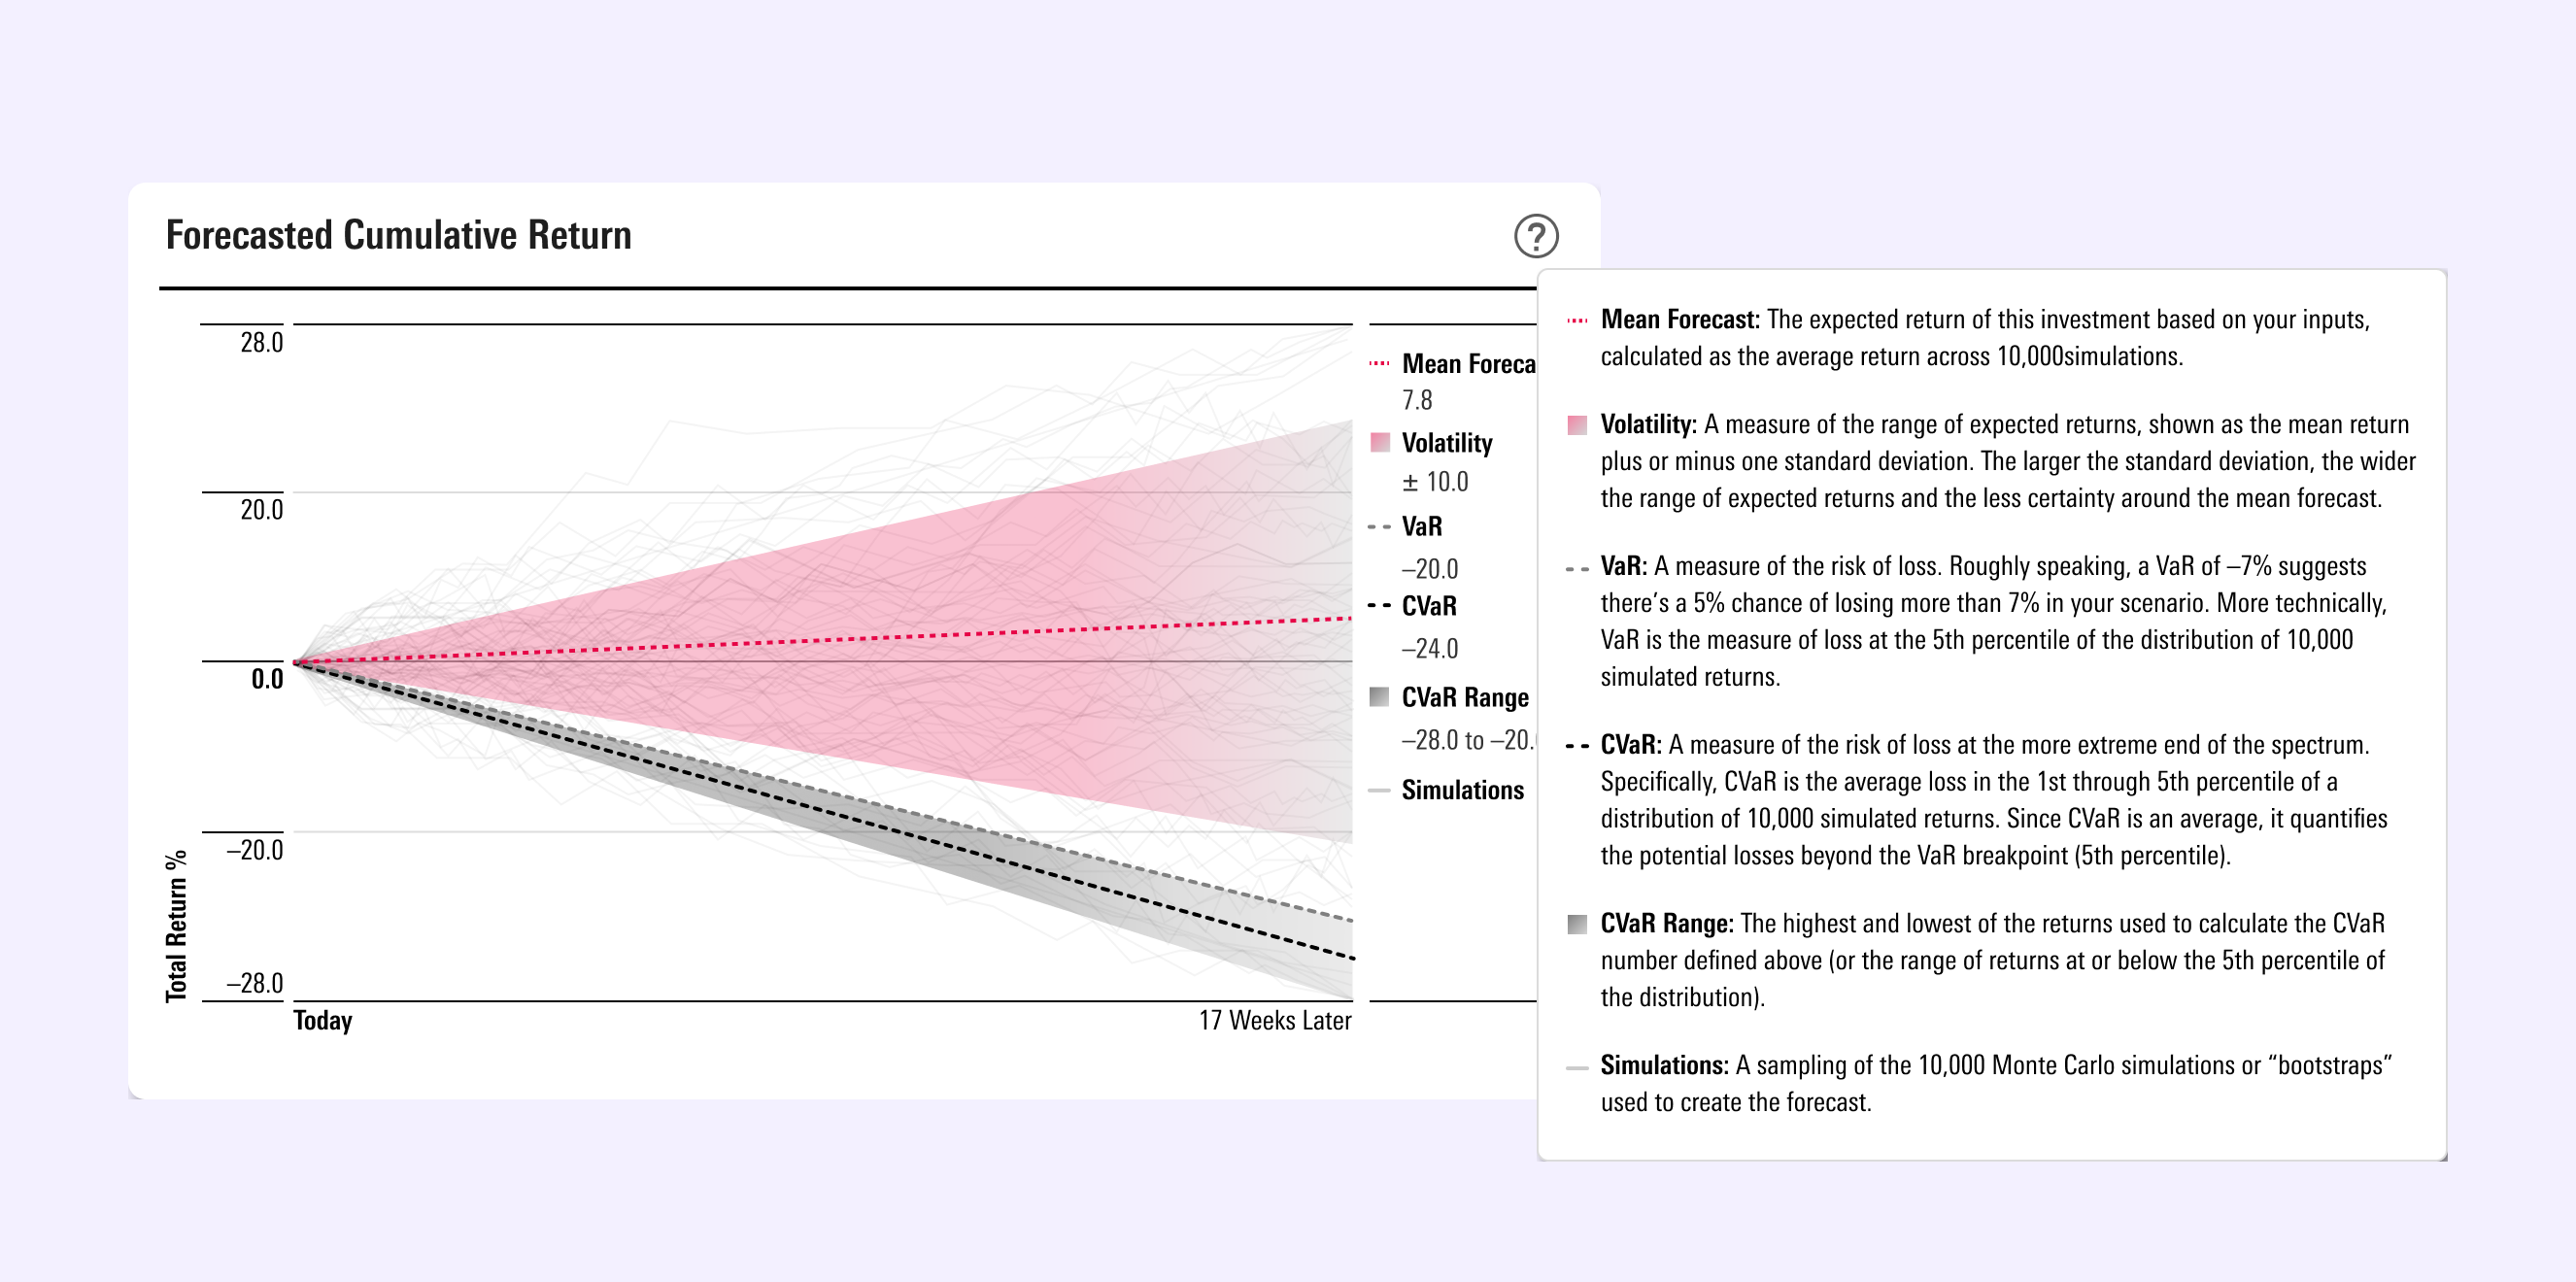 Forecasted Cumulative Return
?
28.0
20.0
0.0
–20.0
–28.0
Total Return %
Today
17 Weeks Later
Mean Foreca
7.8
Volatility
± 10.0
VaR
–20.0
CVaR
–24.0
CVaR Range
–28.0 to –20.
Simulations
Mean Forecast: The expected return of this investment based on your inputs,
calculated as the average return across 10,000simulations.
Volatility: A measure of the range of expected returns, shown as the mean return
plus or minus one standard deviation. The larger the standard deviation, the wider
the range of expected returns and the less certainty around the mean forecast.
VaR: A measure of the risk of loss. Roughly speaking, a VaR of –7% suggests
there’s a 5% chance of losing more than 7% in your scenario. More technically,
VaR is the measure of loss at the 5th percentile of the distribution of 10,000
simulated returns.
CVaR: A measure of the risk of loss at the more extreme end of the spectrum.
Specifically, CVaR is the average loss in the 1st through 5th percentile of a
distribution of 10,000 simulated returns. Since CVaR is an average, it quantifies
the potential losses beyond the VaR breakpoint (5th percentile).
CVaR Range: The highest and lowest of the returns used to calculate the CVaR
number defined above (or the range of returns at or below the 5th percentile of
the distribution).
Simulations: A sampling of the 10,000 Monte Carlo simulations or “bootstraps”
used to create the forecast.